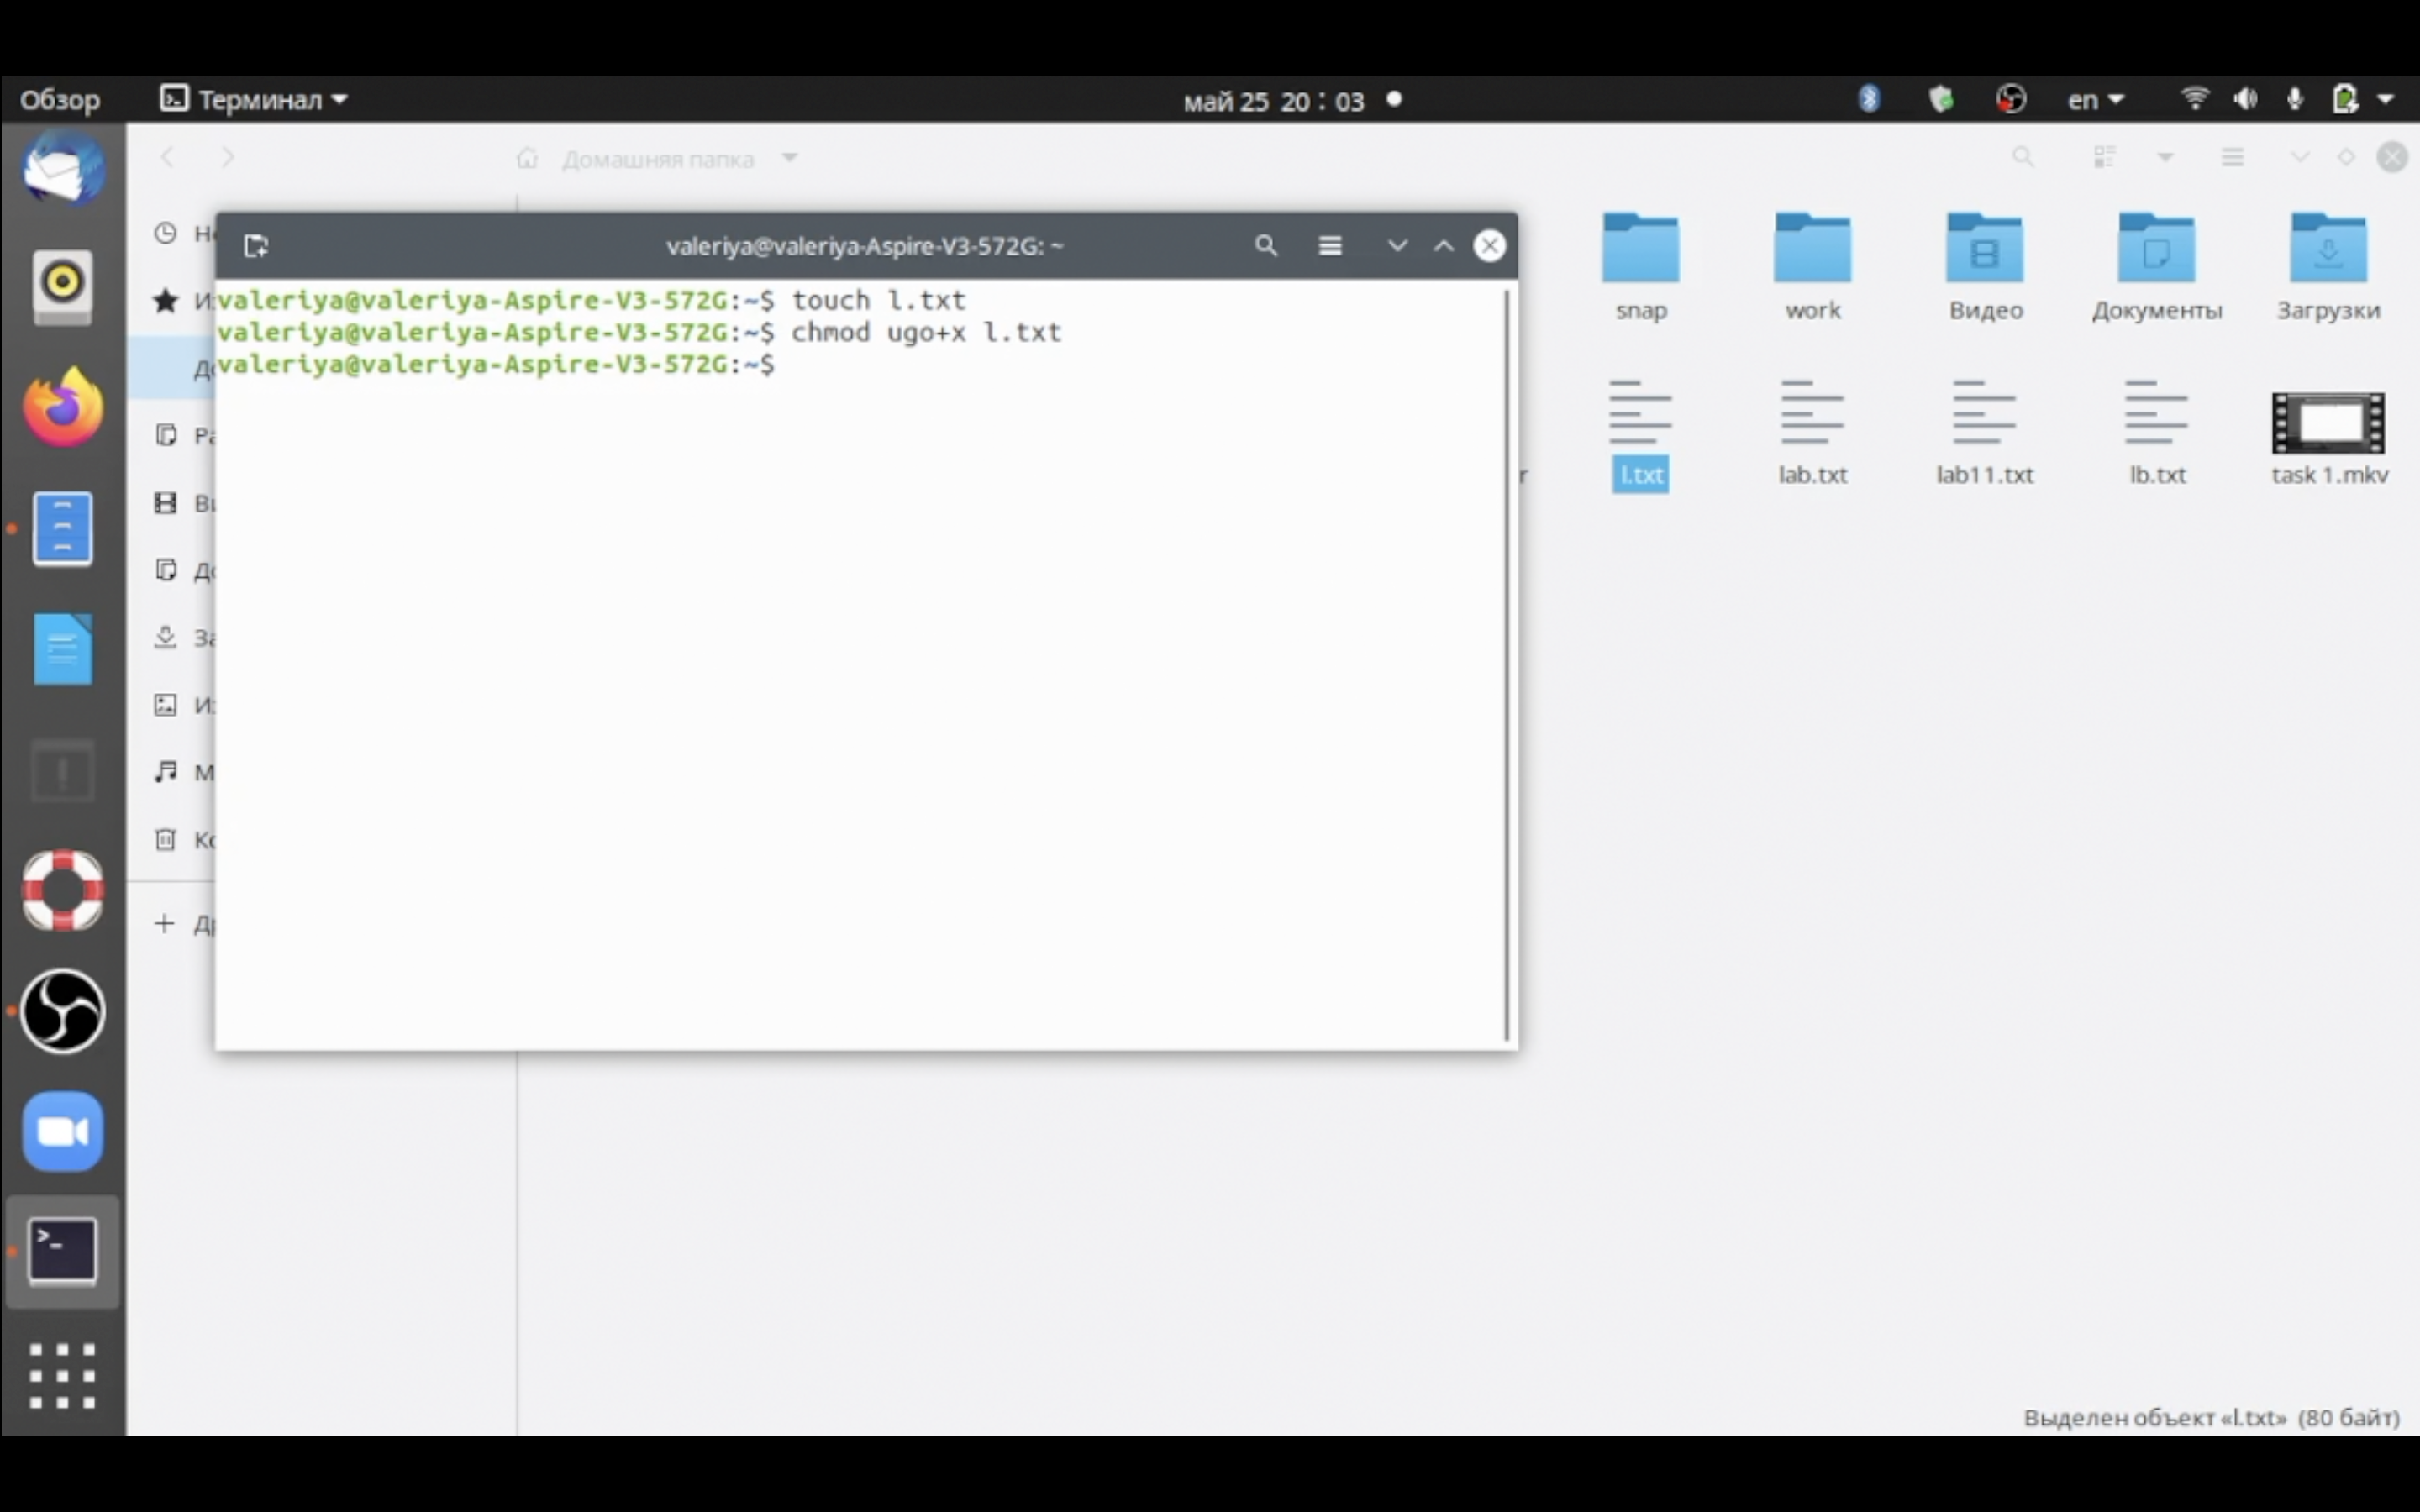 Обзор Терминал май 25 20 : 03 en
Домашняя папка
valeriya@valeriya-Aspire-V3-572G: ~
valeriya@valeriya-Aspire-V3-572G:~$ touch l.txt
valeriya@valeriya-Aspire-V3-572G:~$ chmod ugo+x l.txt
valeriya@valeriya-Aspire-V3-572G:~$
snap work Видео Документы Загрузки
l.txt lab.txt lab11.txt lb.txt task 1.mkv
Выделен объект «l.txt» (80 байт)